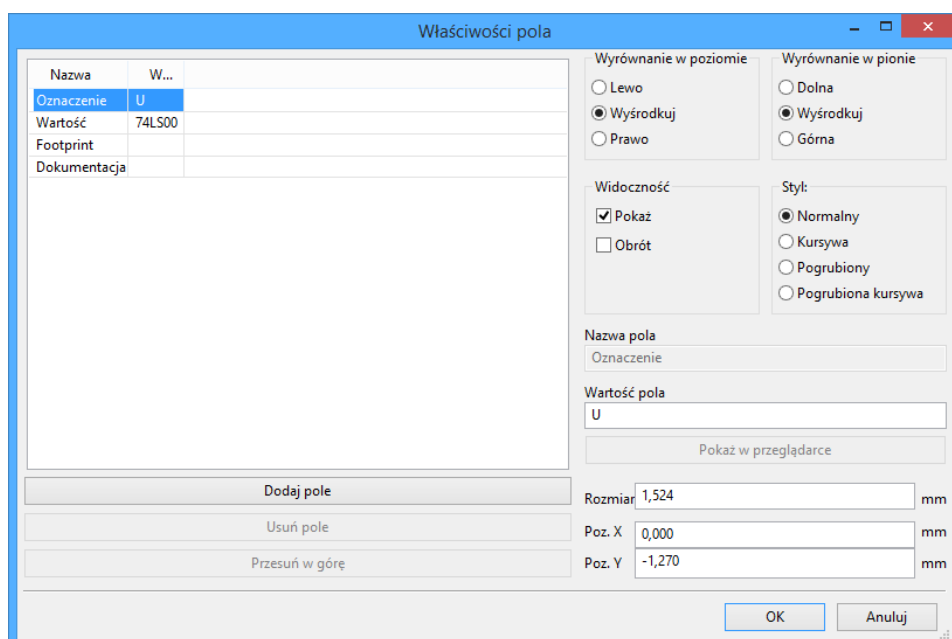 Właściwości pola
Nazwa W...
Oznaczenie U
Wartość 74LS00
Footprint
Dokumentacja
Dodaj pole
Usuń pole
Przesuń w górę
Wyrównanie w poziomie
Lewo
Wyśrodkuj
Prawo
Wyrównanie w pionie
Dolna
Wyśrodkuj
Górna
Widoczność
Pokaż
Obrót
Styl:
Normalny
Kursywa
Pogrubiony
Pogrubiona kursywa
Nazwa pola
Oznaczenie
Wartość pola
U
Pokaż w przeglądarce
Rozmiar 1,524 mm
Poz. X 0,000 mm
Poz. Y -1,270 mm
OK Anuluj